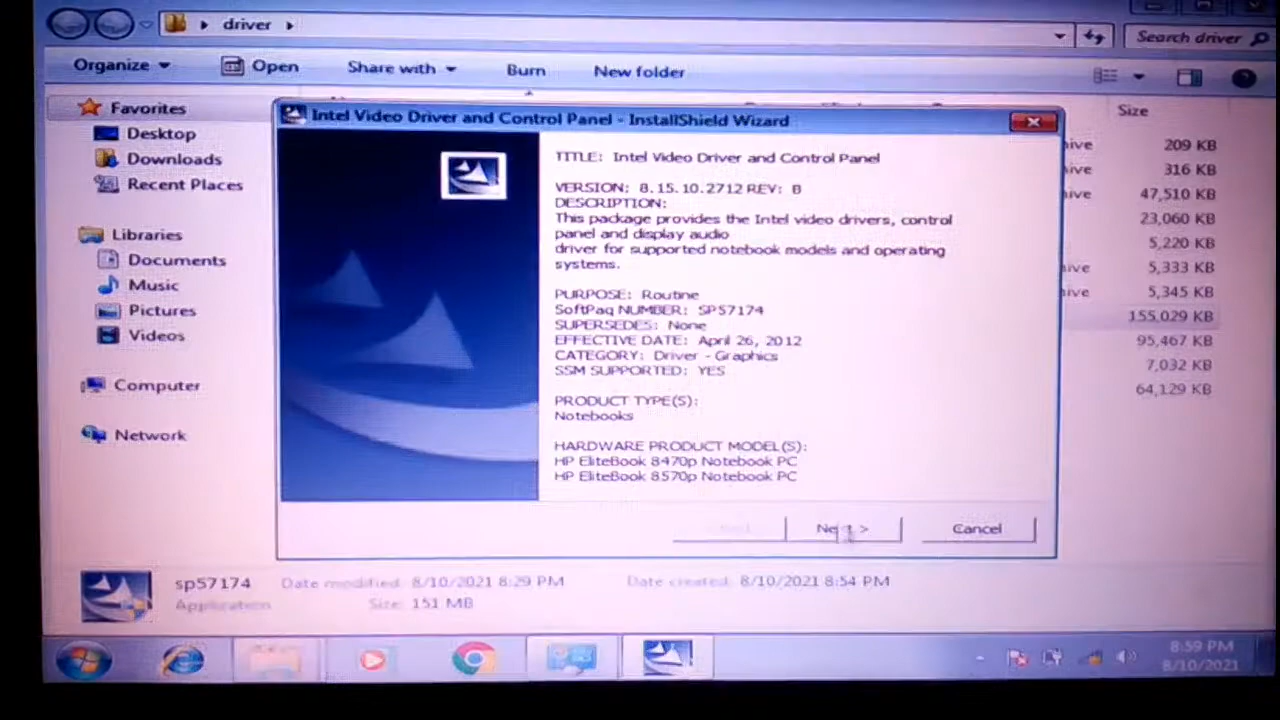 driver
Search driver
Organize
Open
Share with
Burn
New folder
Favorites
Desktop
Downloads
Recent Places
Libraries
Documents
Music
Pictures
Videos
Computer
Network
Size
209 KB
316 KB
47,510 KB
23,060 KB
5,220 KB
5,333 KB
5,345 KB
155,029 KB
95,467 KB
7,032 KB
64,129 KB
Intel Video Driver and Control Panel - InstallShield Wizard
TITLE: Intel Video Driver and Control Panel
VERSION: 8.15.10.2712 REV: B
DESCRIPTION:
This package provides the Intel video drivers, control
panel and display audio
driver for supported notebook models and operating
systems.
PURPOSE: Routine
SoftPaq NUMBER: SP57174
SUPERSEDES: None
EFFECTIVE DATE: April 26, 2012
CATEGORY: Driver - Graphics
SSM SUPPORTED: YES
PRODUCT TYPE(S):
Notebooks
HARDWARE PRODUCT MODEL(S):
HP EliteBook 8470p Notebook PC
HP EliteBook 8570p Notebook PC
Next >
Cancel
sp57174
Date modified: 8/10/2021 8:29 PM
Date created: 8/10/2021 8:54 PM
Application
Size: 151 MB
8:59 PM
8/10/2021